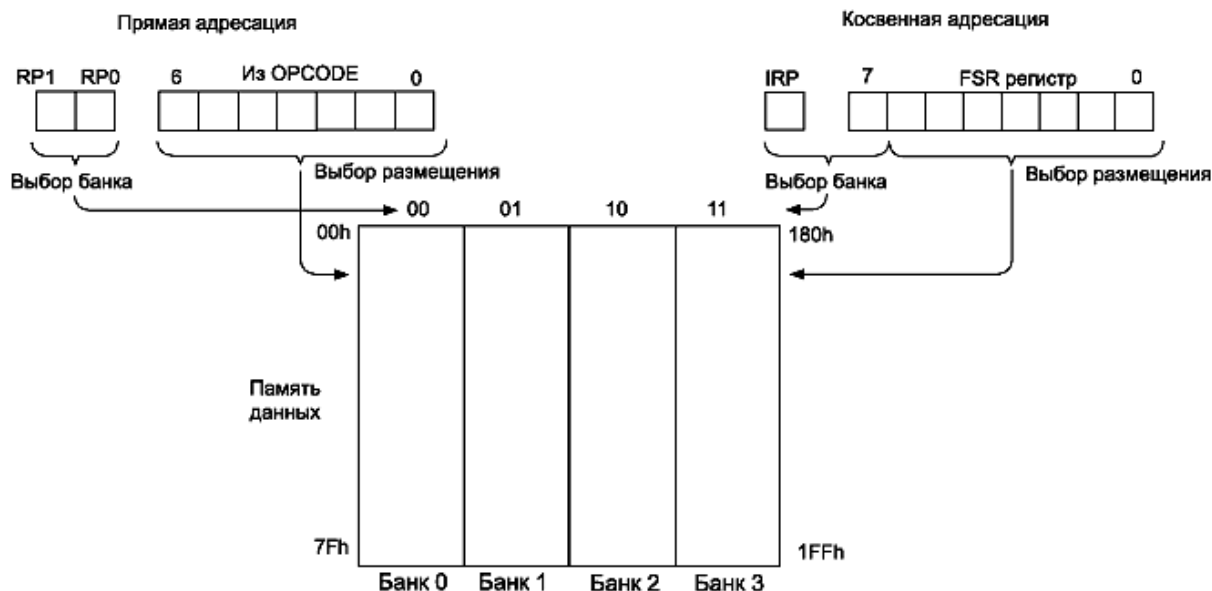 Прямая адресация
Косвенная адресация
RP1 RP0 6 Из OPCODE 0
IRP 7 FSR регистр 0
Выбор банка
Выбор размещения
Выбор банка
Выбор размещения
00 01 10 11
00h
180h
Память
данных
7Fh
1FFh
Банк 0 Банк 1 Банк 2 Банк 3